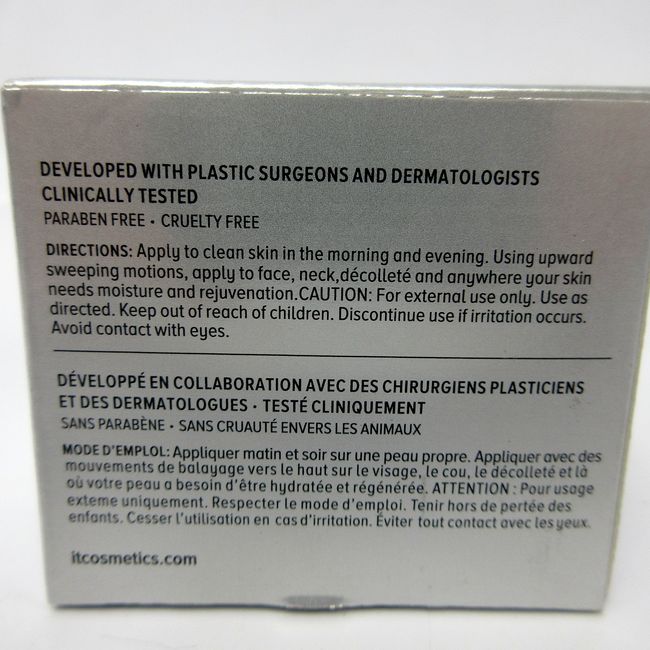 DEVELOPED WITH PLASTIC SURGEONS AND DERMATOLOGISTS
CLINICALLY TESTED
PARABEN FREE • CRUELTY FREE
DIRECTIONS: Apply to clean skin in the morning and evening. Using upward
sweeping motions, apply to face, neck,décolleté and anywhere your skin
needs moisture and rejuvenation.CAUTION: For external use only. Use as
directed. Keep out of reach of children. Discontinue use if irritation occurs.
Avoid contact with eyes.
DÉVELOPPÉ EN COLLABORATION AVEC DES CHIRURGIENS PLASTICIENS
ET DES DERMATOLOGUES • TESTÉ CLINIQUEMENT
SANS PARABÈNE • SANS CRUAUTÉ ENVERS LES ANIMAUX
MODE D'EMPLOL: Appliquer matin et soir sur une peau propre. Appliquer avec des
mouvements de balayage vers le haut sur le visage, le cou, le décolleté et là
où votre peau a besoin d'être hydratée et régénérée. ATTENTION : Pour usage
externe uniquement. Respecter le mode d'emploi. Tenir hors de pertée des
enfants. Cesser l'utilisation en cas d'irritation. Éviter tout contact avec les yeux.
itcosmetics.com